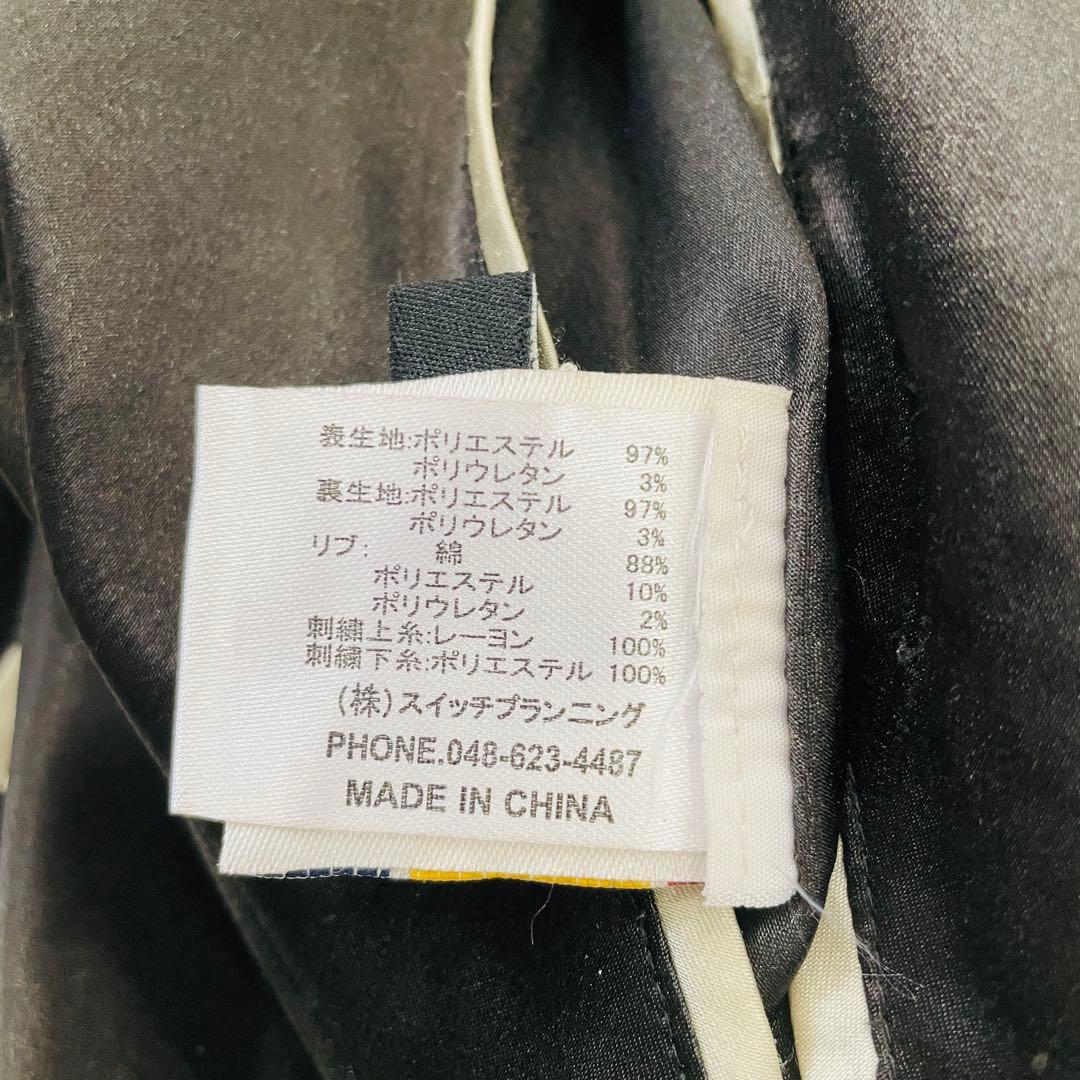 表生地:ポリエステル 97%
ポリウレタン 3%
裏生地:ポリエステル 97%
ポリウレタン 3%
リブ: 綿 88%
ポリエステル 10%
ポリウレタン 2%
刺繍上糸:レーヨン 100%
刺繍下糸:ポリエステル 100%
(株)スイッチプランニング
PHONE.048-623-4487
MADE IN CHINA